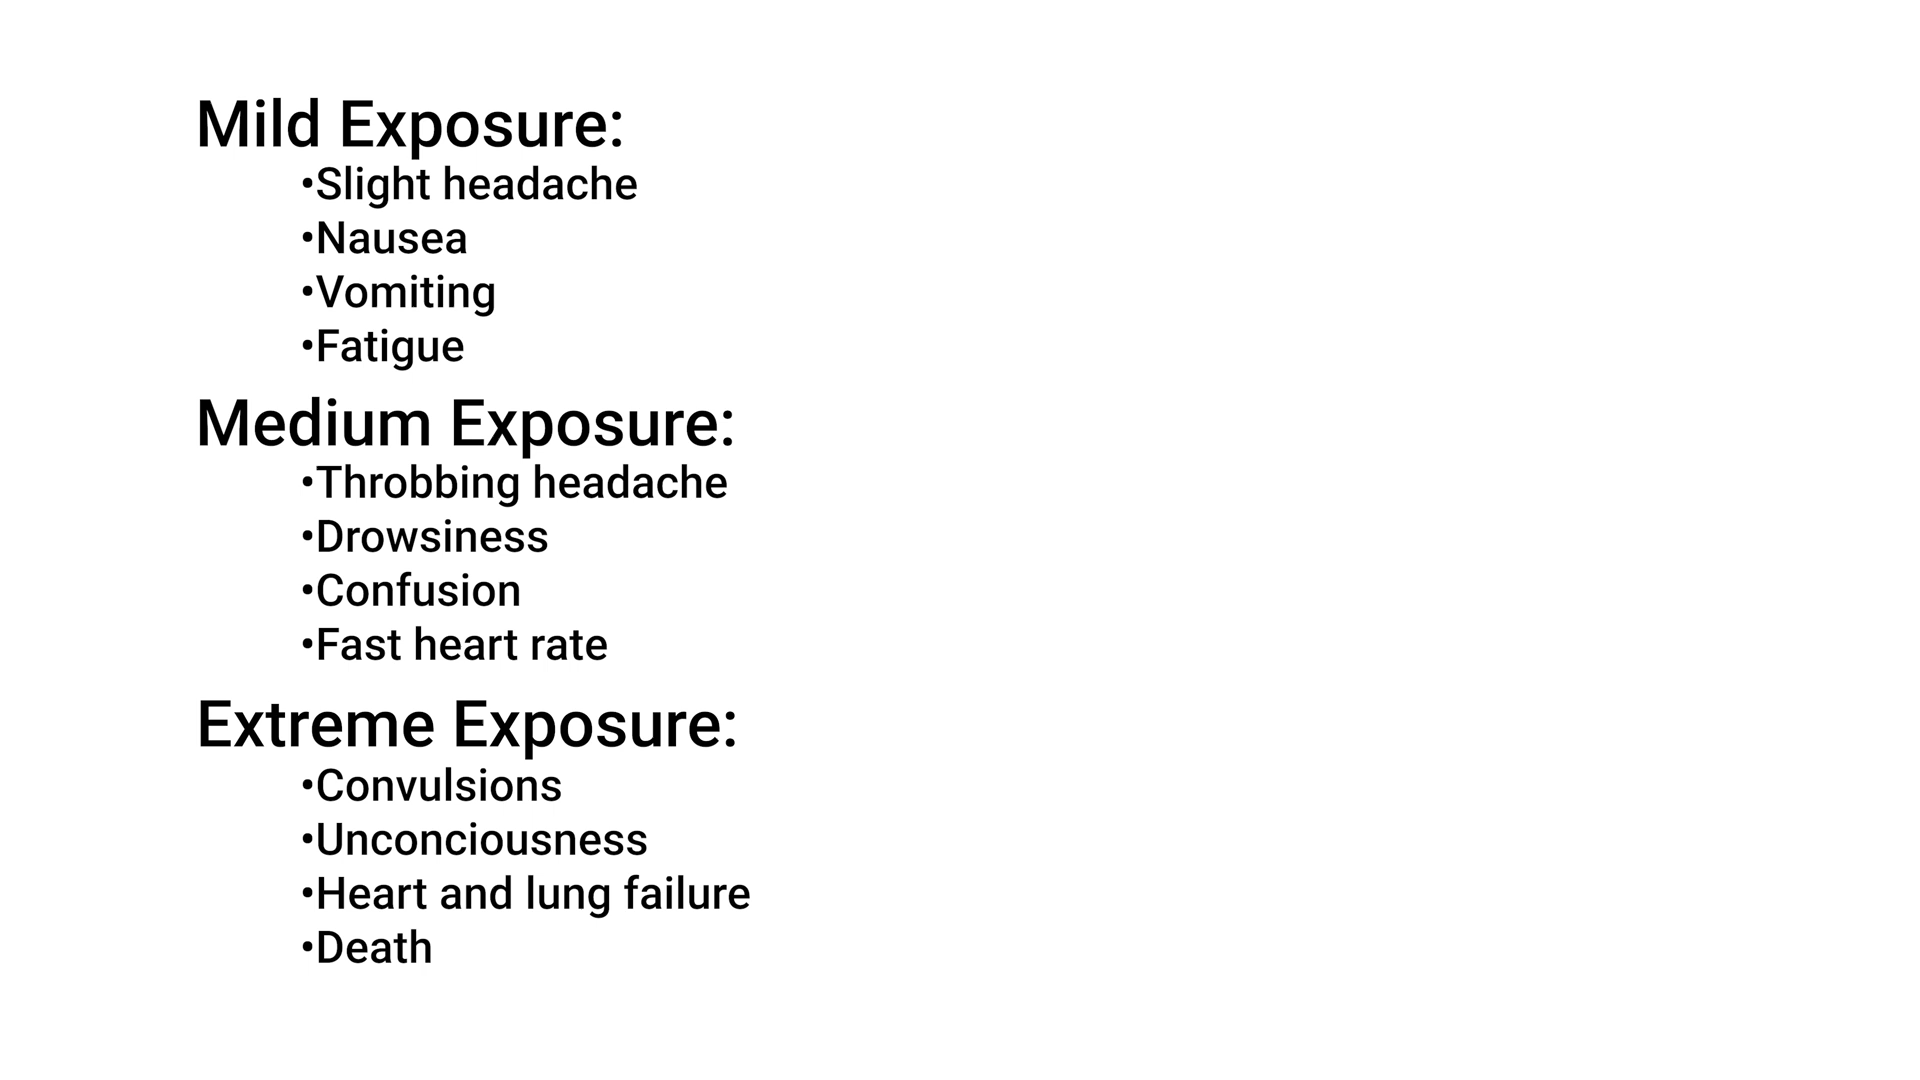 Mild Exposure:
•Slight headache
•Nausea
•Vomiting
•Fatigue
Medium Exposure:
•Throbbing headache
•Drowsiness
•Confusion
•Fast heart rate
Extreme Exposure:
•Convulsions
•Unconciousness
•Heart and lung failure
•Death